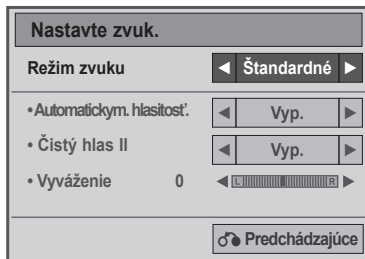 Nastavte zvuk.
Režim zvuku ◀ Štandardné ▶
•Automatickym. hlasitosť. ◀ Vyp. ▶
• Čistý hlas II ◀ Vyp. ▶
• Vyváženie 0 ◀ L R ▶
Predchádzajúce